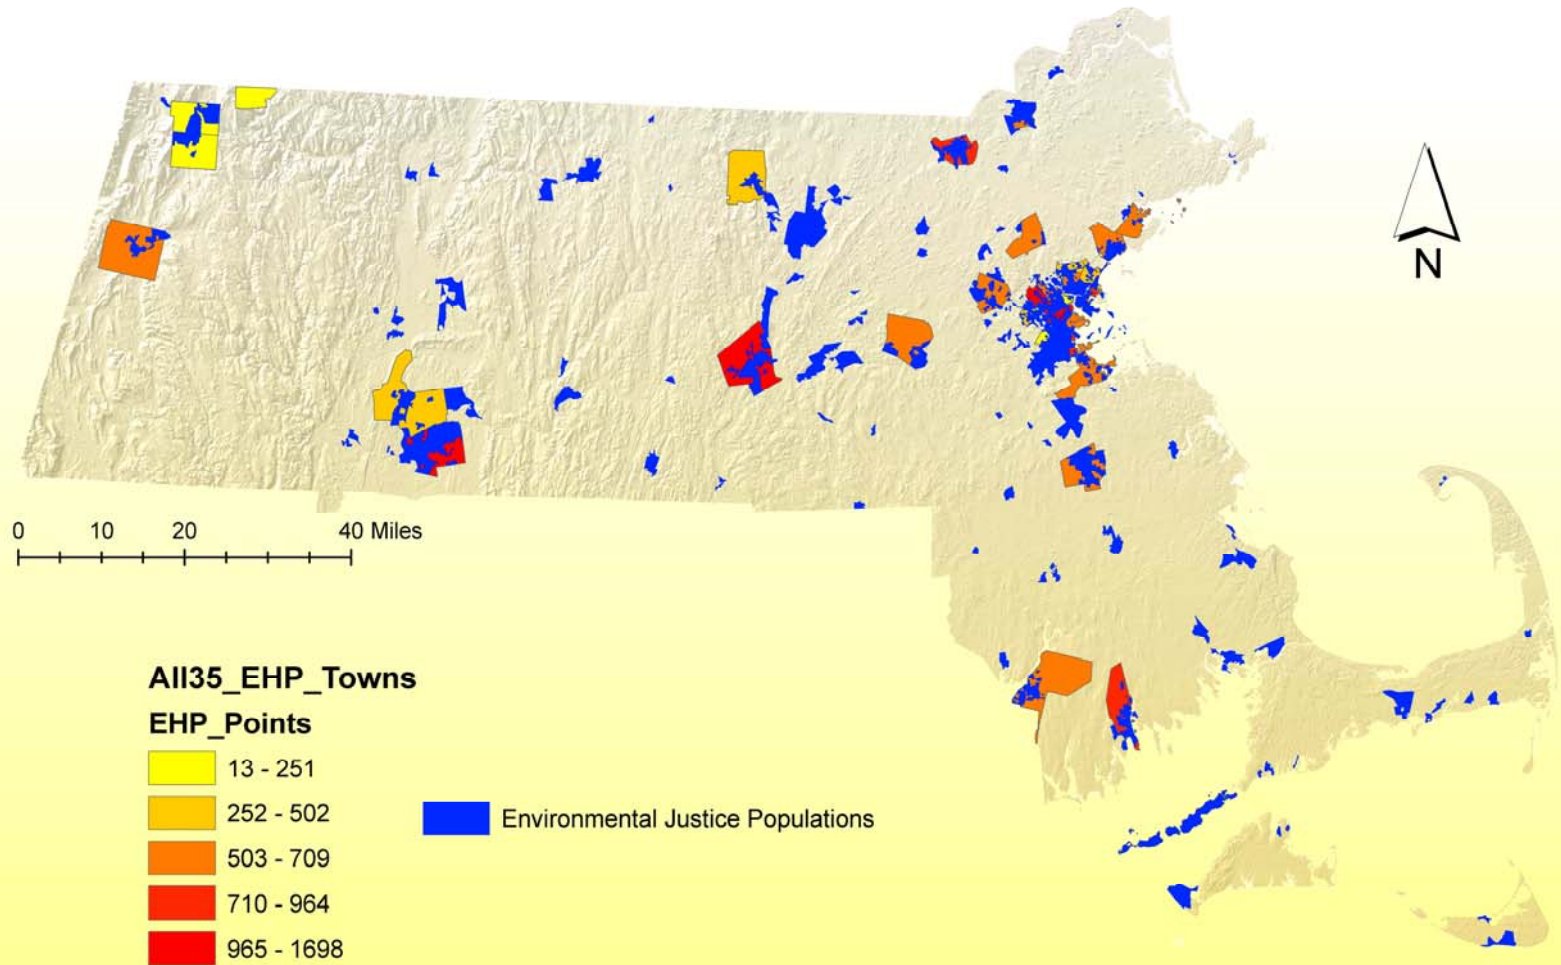 N
0 10 20 40 Miles
All35_EHP_Towns
EHP_Points
13 - 251
252 - 502
503 - 709
710 - 964
965 - 1698
Environmental Justice Populations